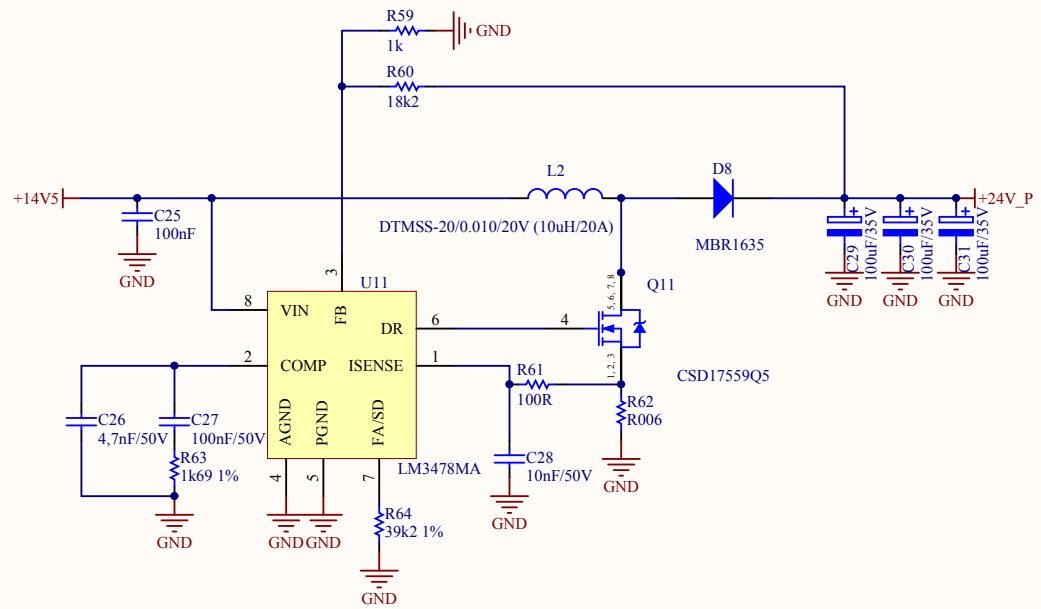 R59
1k
GND
R60
18k2
+14V5
C25
100nF
GND
L2
DTMSS-20/0.010/20V (10uH/20A)
D8
MBR1635
+24V_P
C29
100uF/35V
C30
100uF/35V
C31
100uF/35V
GND
GND
GND
3
U11
8
VIN
FB
DR
6
2
COMP
ISENSE
1
AGND
PGND
FA/SD
4
5
7
LM3478MA
5, 6, 7, 8
Q11
4
1, 2, 3
CSD17559Q5
R61
100R
R62
R006
GND
C26
4,7nF/50V
C27
100nF/50V
R63
1k69 1%
GND
GND
GND
C28
10nF/50V
GND
R64
39k2 1%
GND